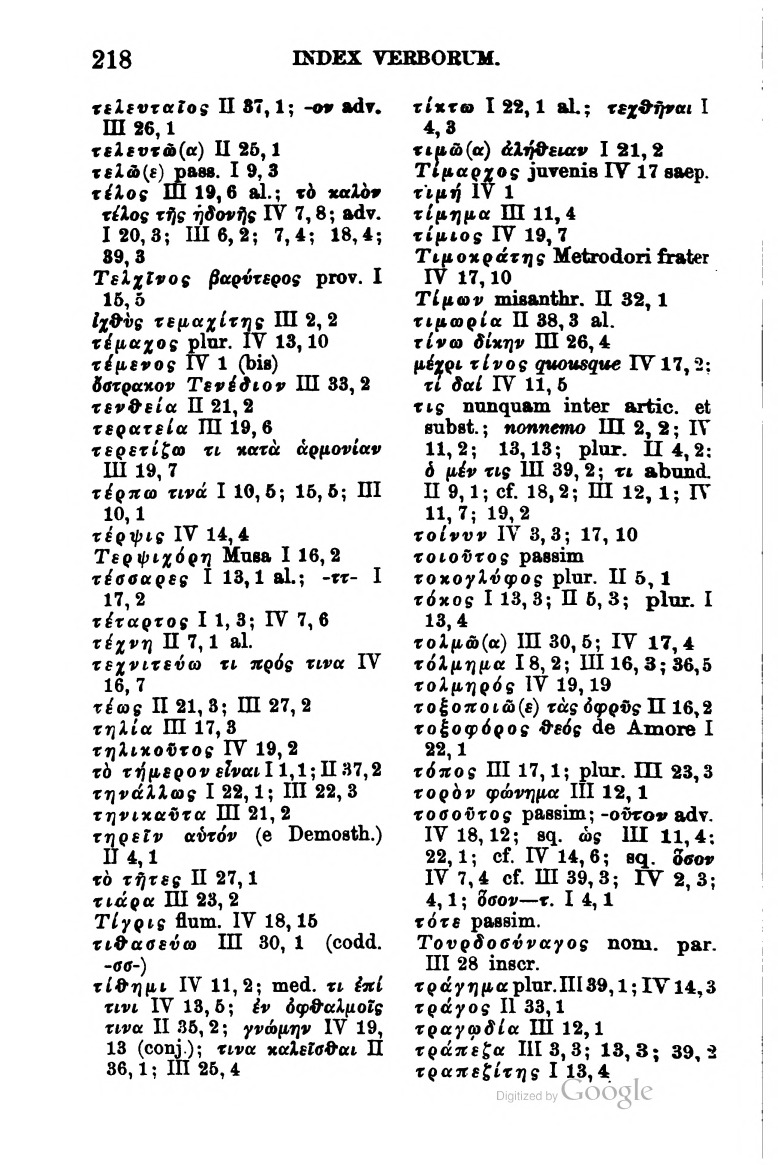 218
INDEX VERBORUM.
τελευταῖος II 37, 1; -ον adv.
III 26, 1
τελευτῶ(α) II 25, 1
τελῶ(ε) pass. I 9, 3
τέλος III 19, 6 al.; τὸ καλὸν
τέλος τῆς ἡδονῆς IV 7, 8; adv.
I 20, 3; III 6, 2; 7, 4; 18, 4;
39, 3
Τελχῖνος βαρύτερος prov. I
15, 5
ἰχθὺς τεμαχίτης III 2, 2
τέμαχος plur. IV 13, 10
τέμενος IV 1 (bis)
ὄστρακον Τενέδιον III 33, 2
τενθεία II 21, 2
τερατεία III 19, 6
τερετίζω τι κατὰ ἁρμονίαν
III 19, 7
τέρπω τινά I 10, 5; 15, 5; III
10, 1
τέρψις IV 14, 4
Τερψιχόρη Musa I 16, 2
τέσσαρες I 13, 1 al.; -ττ- I
17, 2
τέταρτος I 1, 3; IV 7, 6
τέχνη II 7, 1 al.
τεχνιτεύω τι πρός τινα IV
16, 7
τέως II 21, 3; III 27, 2
τηλία III 17, 3
τηλικοῦτος IV 19, 2
τὸ τήμερον εἶναι I 1, 1; II 37, 2
τηνάλλως I 22, 1; III 22, 3
τηνικαῦτα III 21, 2
τηρεῖν αὑτόν (e Demosth.)
II 4, 1
τὸ τῆτες II 27, 1
τιάρα III 23, 2
Τίγρις flum. IV 18, 15
τιθασεύω III 30, 1 (codd.
-σσ-)
τίθημι IV 11, 2; med. τι ἐπί
τινι IV 13, 5; ἐν ὀφθαλμοῖς
τινα II 35, 2; γνώμην IV 19,
13 (conj.); τινα καλεῖσθαι II
36, 1; III 25, 4
τίκτω I 22, 1 al.; τεχθῆναι I
4, 3
τιμῶ(α) ἀλήθειαν I 21, 2
Τίμαρχος juvenis IV 17 saep.
τιμή IV 1
τίμημα III 11, 4
τίμιος IV 19, 7
Τιμοκράτης Metrodori frater
IV 17, 10
Τίμων misanthr. II 32, 1
τιμωρία II 38, 3 al.
τίνω δίκην III 26, 4
μέχρι τίνος quousque IV 17, 2;
τί δαί IV 11, 5
τις nunquam inter artic. et
subst.; nonnemo III 2, 2; IV
11, 2; 13, 13; plur. II 4, 2:
ὁ μέν τις III 39, 2; τι abund.
II 9, 1; cf. 18, 2; III 12, 1; IV
11, 7; 19, 2
τοίνυν IV 3, 3; 17, 10
τοιοῦτος passim
τοκογλύφος plur. II 5, 1
τόκος I 13, 3; II 5, 3; plur. I
13, 4
τολμῶ(α) III 30, 5; IV 17, 4
τόλμημα I 8, 2; III 16, 3; 36, 5
τολμηρός IV 19, 19
τοξοποιῶ(ε) τὰς ὀφρῦς II 16, 2
τοξοφόρος θεός de Amore I
22, 1
τόπος III 17, 1; plur. III 23, 3
τορὸν φώνημα III 12, 1
τοσοῦτος passim; -οῦτον adv.
IV 18, 12; sq. ὡς III 11, 4:
22, 1; cf. IV 14, 6; sq. ὅσον
IV 7, 4 cf. III 39, 3; IV 2, 3;
4, 1; ὅσον—τ. I 4, 1
τότε passim.
Τουρδοσύναγος nom. par.
III 28 inscr.
τράγημα plur. III 39, 1; IV 14, 3
τράγος II 33, 1
τραγῳδία III 12, 1
τράπεζα III 3, 3; 13, 3; 39, 2
τραπεζίτης I 13, 4
Digitized by Google